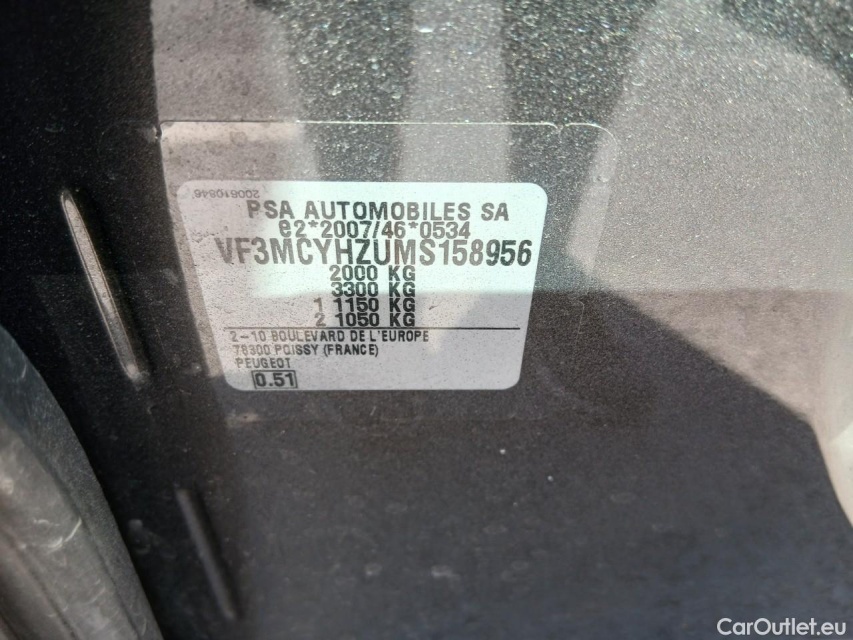 200610846
PSA AUTOMOBILES SA
e2*2007/46*0534
VF3MCYHZUMS158956
2000 KG
3300 KG
1 1150 KG
2 1050 KG
2-10 BOULEVARD DE L'EUROPE
78300 POISSY (FRANCE)
PEUGEOT
0.51
CarOutlet.eu